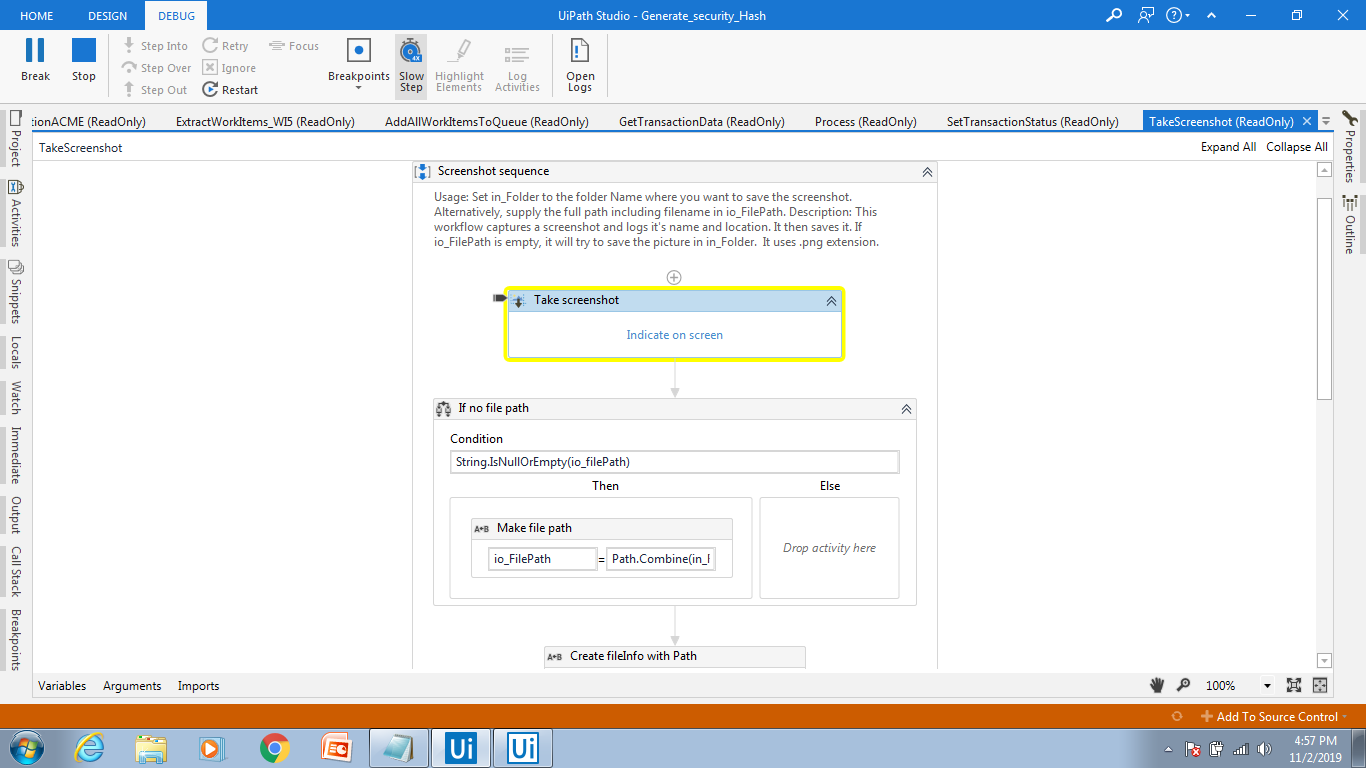 HOME DESIGN DEBUG UiPath Studio - Generate_security_Hash
Break
Stop
Step Into
Step Over
Step Out
Retry
Ignore
Restart
Focus
Breakpoints
Slow Step
4X
Highlight Elements
Log Activities
Open Logs
tionACME (ReadOnly) ExtractWorkItems_WI5 (ReadOnly) AddAllWorkItemsToQueue (ReadOnly) GetTransactionData (ReadOnly) Process (ReadOnly) SetTransactionStatus (ReadOnly) TakeScreenshot (ReadOnly)
TakeScreenshot Expand All Collapse All
Project
Activities
Snippets
Locals
Watch
Immediate
Output
Call Stack
Breakpoints
Screenshot sequence
Usage: Set in_Folder to the folder Name where you want to save the screenshot.
Alternatively, supply the full path including filename in io_FilePath. Description: This
workflow captures a screenshot and logs it's name and location. It then saves it. If
io_FilePath is empty, it will try to save the picture in in_Folder. It uses .png extension.
Take screenshot
Indicate on screen
If no file path
Condition
String.IsNullOrEmpty(io_filePath)
Then Else
A+B Make file path
io_FilePath = Path.Combine(in_F
Drop activity here
A+B Create fileInfo with Path
Properties
Outline
Variables Arguments Imports 100%
Add To Source Control
Ui Ui
4:57 PM
11/2/2019